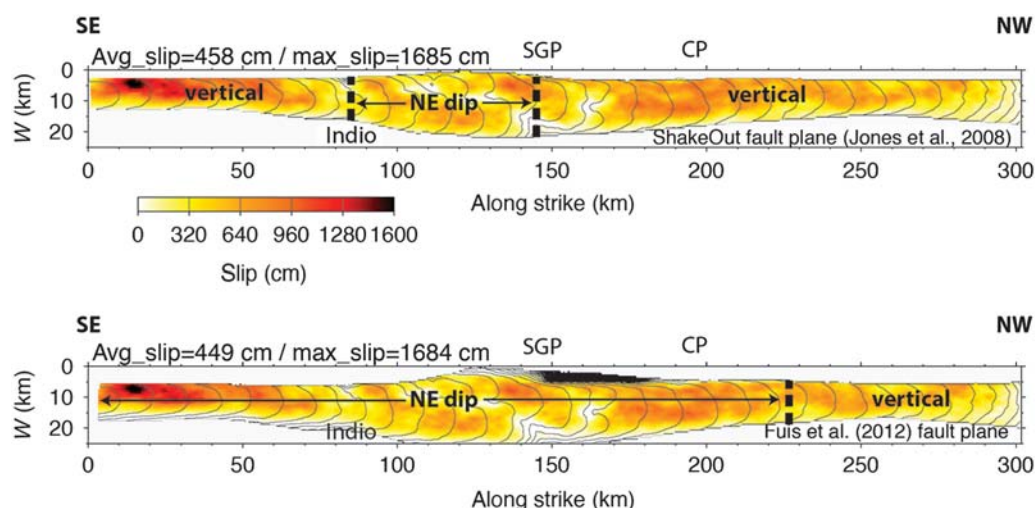 SE NW
Avg_slip=458 cm / max_slip=1685 cm SGP CP
0
10
20
W (km)
vertical NE dip vertical
Indio ShakeOut fault plane (Jones et al., 2008)
0 50 100 150 200 250 300
Along strike (km)
0 320 640 960 1280 1600
Slip (cm)
SE NW
Avg_slip=449 cm / max_slip=1684 cm SGP CP
0
10
20
W (km)
NE dip vertical
Indio Fuis et al. (2012) fault plane
0 50 100 150 200 250 300
Along strike (km)